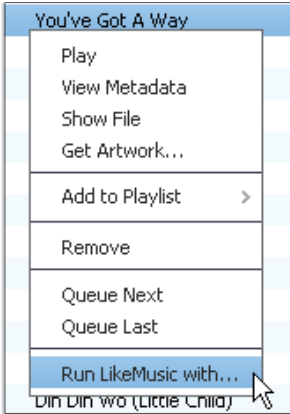 You've Got A Way
Play
View Metadata
Show File
Get Artwork...
Add to Playlist >
Remove
Queue Next
Queue Last
Run LikeMusic with...
Din Din Wo (Little Child)